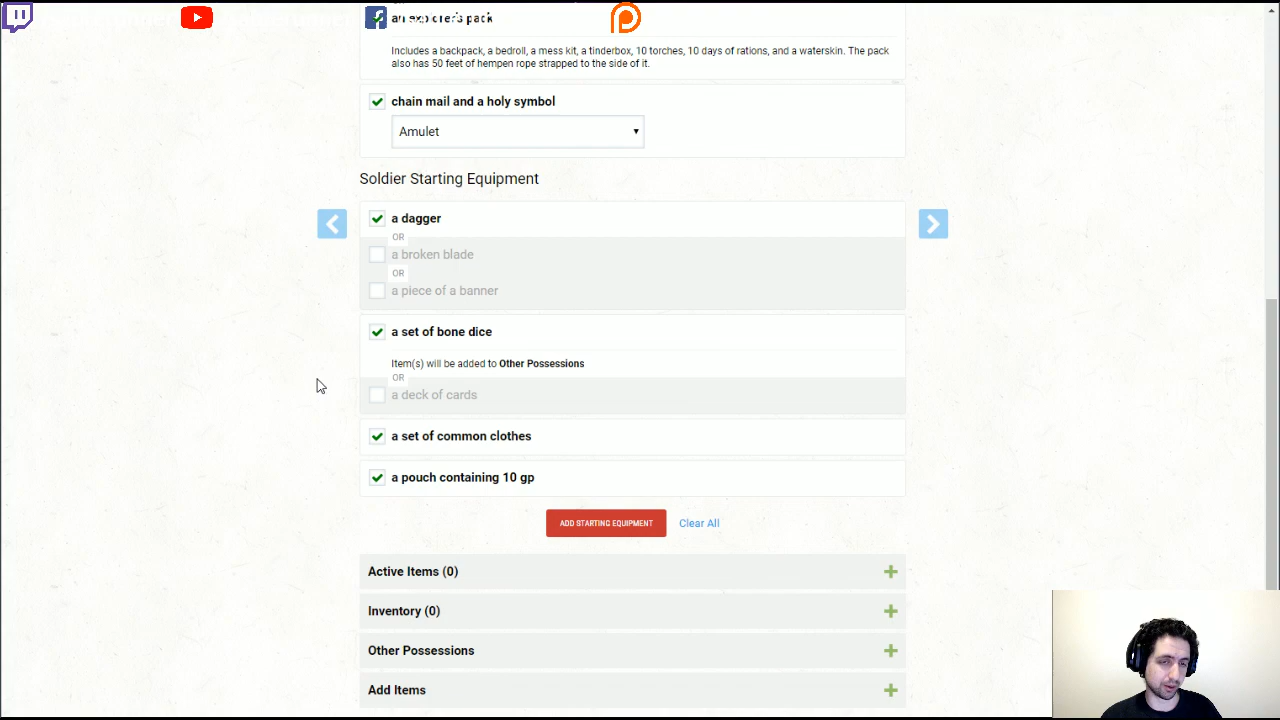 an explorer's pack
Includes a backpack, a bedroll, a mess kit, a tinderbox, 10 torches, 10 days of rations, and a waterskin. The pack
also has 50 feet of hempen rope strapped to the side of it.
chain mail and a holy symbol
Amulet
Soldier Starting Equipment
a dagger
OR
a broken blade
OR
a piece of a banner
a set of bone dice
Item(s) will be added to Other Possessions
OR
a deck of cards
a set of common clothes
a pouch containing 10 gp
ADD STARTING EQUIPMENT Clear All
Active Items (0)
Inventory (0)
Other Possessions
Add Items